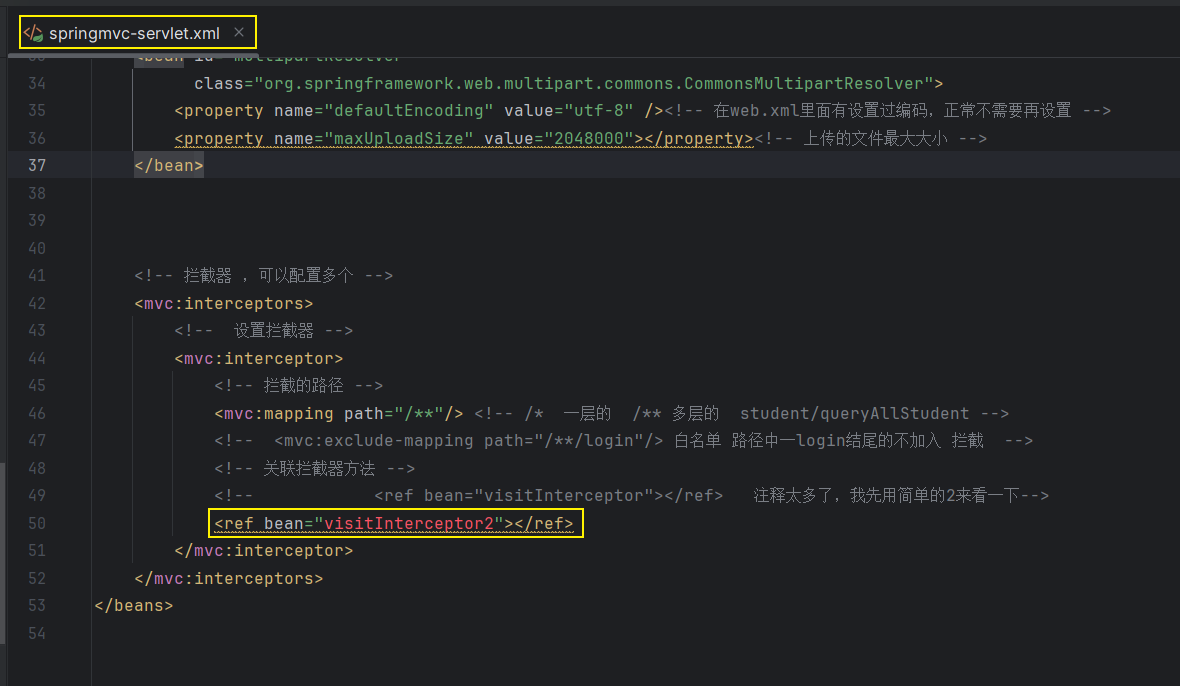 springmvc-servlet.xml
34 class="org.springframework.web.multipart.commons.CommonsMultipartResolver">
35 <property name="defaultEncoding" value="utf-8" /><!-- 在web.xml里面有设置过编码，正常不需要再设置 -->
36 <property name="maxUploadSize" value="2048000"></property><!-- 上传的文件最大大小 -->
37 </bean>
38
39
40
41 <!-- 拦截器 ，可以配置多个 -->
42 <mvc:interceptors>
43 <!--  设置拦截器 -->
44 <mvc:interceptor>
45 <!-- 拦截的路径 -->
46 <mvc:mapping path="/**"/> <!-- /*  一层的  /** 多层的  student/queryAllStudent -->
47 <!--  <mvc:exclude-mapping path="/**/login"/> 白名单 路径中一login结尾的不加入 拦截  -->
48 <!-- 关联拦截器方法 -->
49 <!--            <ref bean="visitInterceptor"></ref>   注释太多了，我先用简单的2来看一下-->
50 <ref bean="visitInterceptor2"></ref>
51 </mvc:interceptor>
52 </mvc:interceptors>
53 </beans>
54